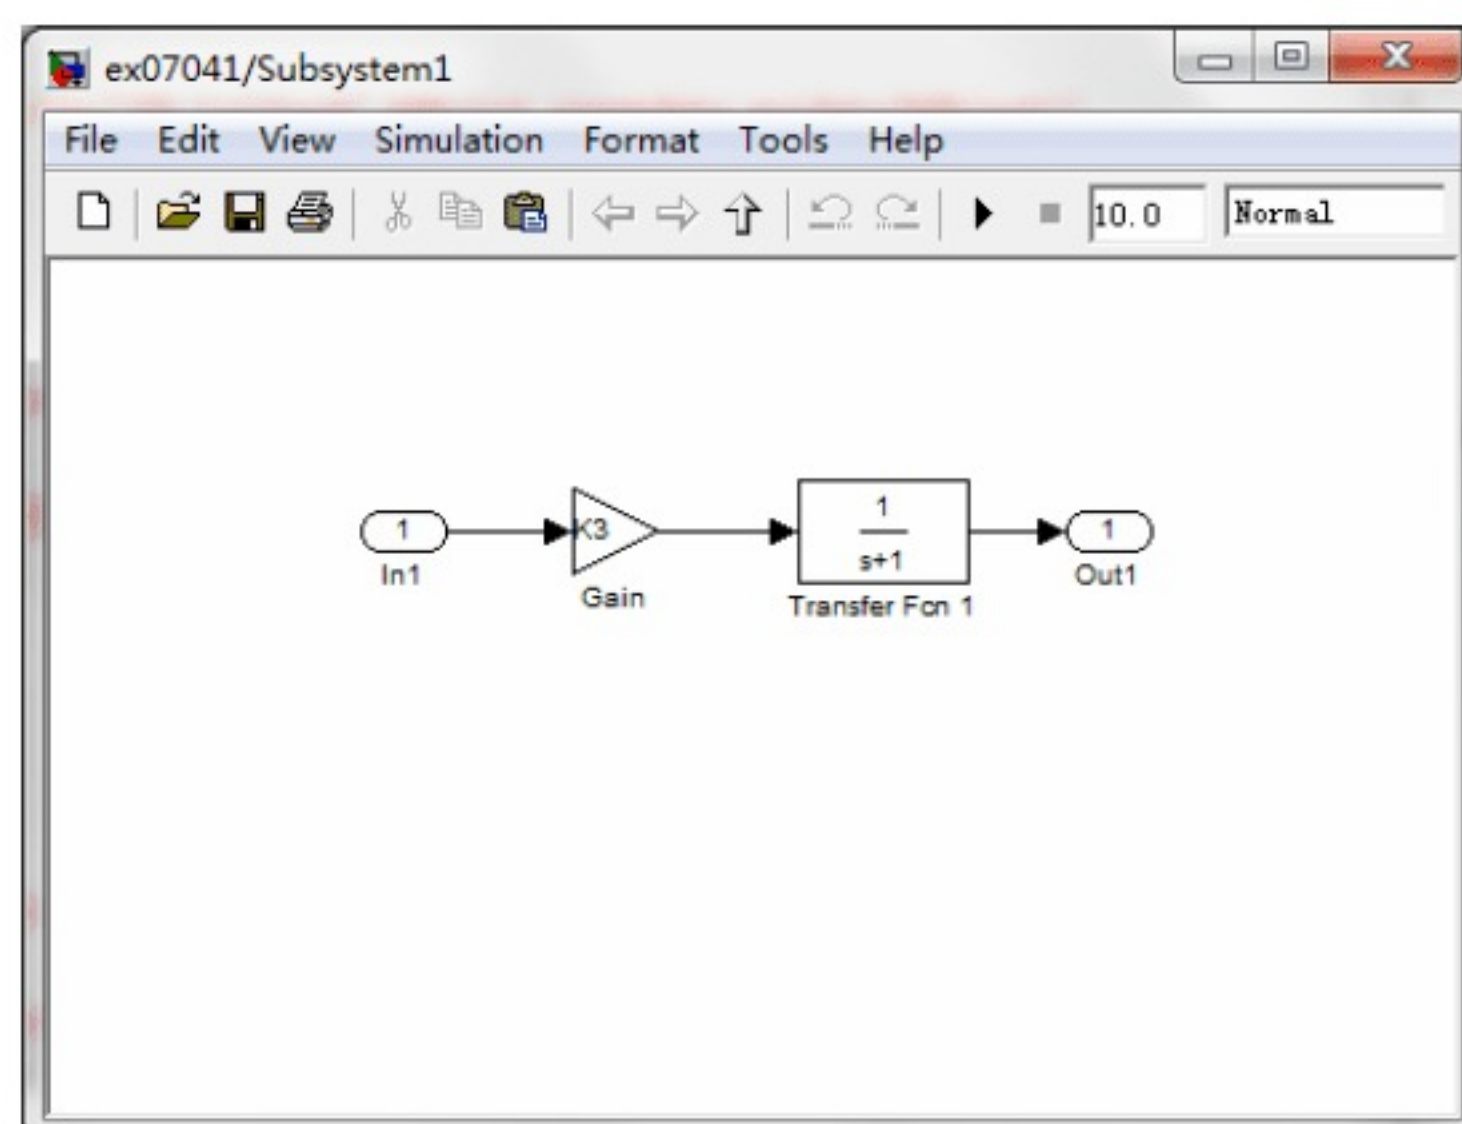 ex07041/Subsystem1
File Edit View Simulation Format Tools Help
10.0 Normal
1
In1
K3
Gain
1
s+1
Transfer Fcn 1
1
Out1